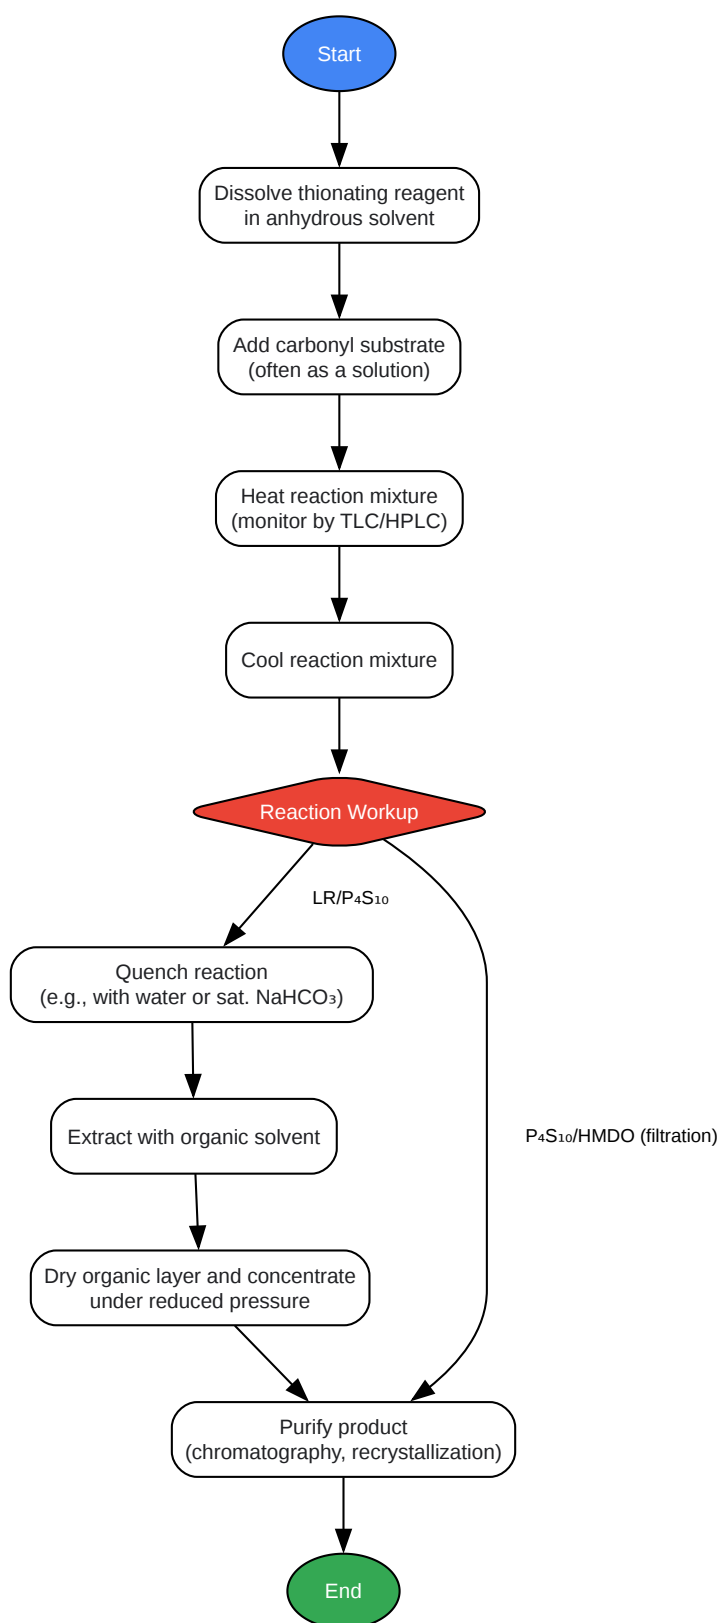 Start
Dissolve thionating reagent
in anhydrous solvent
Add carbonyl substrate
(often as a solution)
Heat reaction mixture
(monitor by TLC/HPLC)
Cool reaction mixture
Reaction Workup
LR/P₄S₁₀
Quench reaction
(e.g., with water or sat. NaHCO₃)
Extract with organic solvent
P₄S₁₀/HMDO (filtration)
Dry organic layer and concentrate
under reduced pressure
Purify product
(chromatography, recrystallization)
End